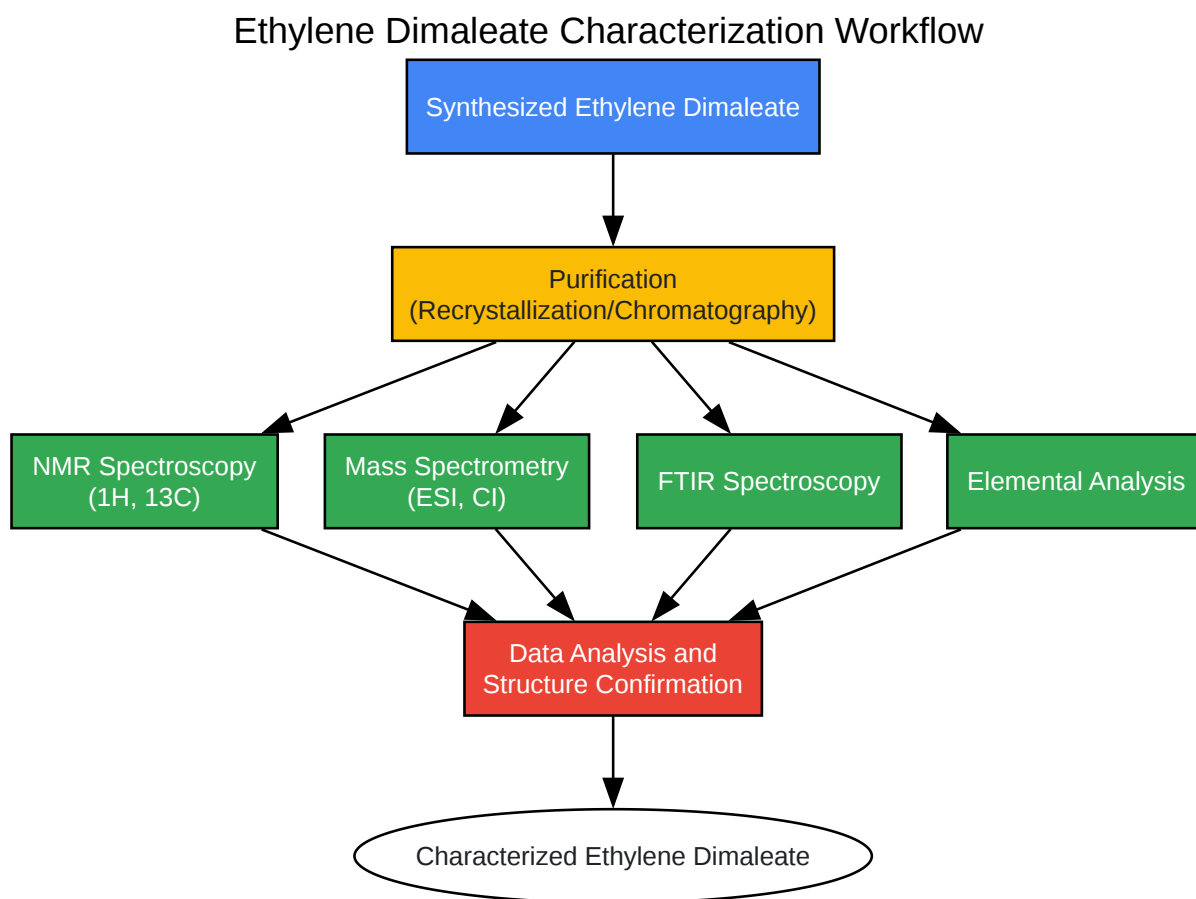 Ethylene Dimaleate Characterization Workflow
Synthesized Ethylene Dimaleate
Purification
(Recrystallization/Chromatography)
NMR Spectroscopy
(1H, 13C)
Mass Spectrometry
(ESI, CI)
FTIR Spectroscopy
Elemental Analysis
Data Analysis and
Structure Confirmation
Characterized Ethylene Dimaleate